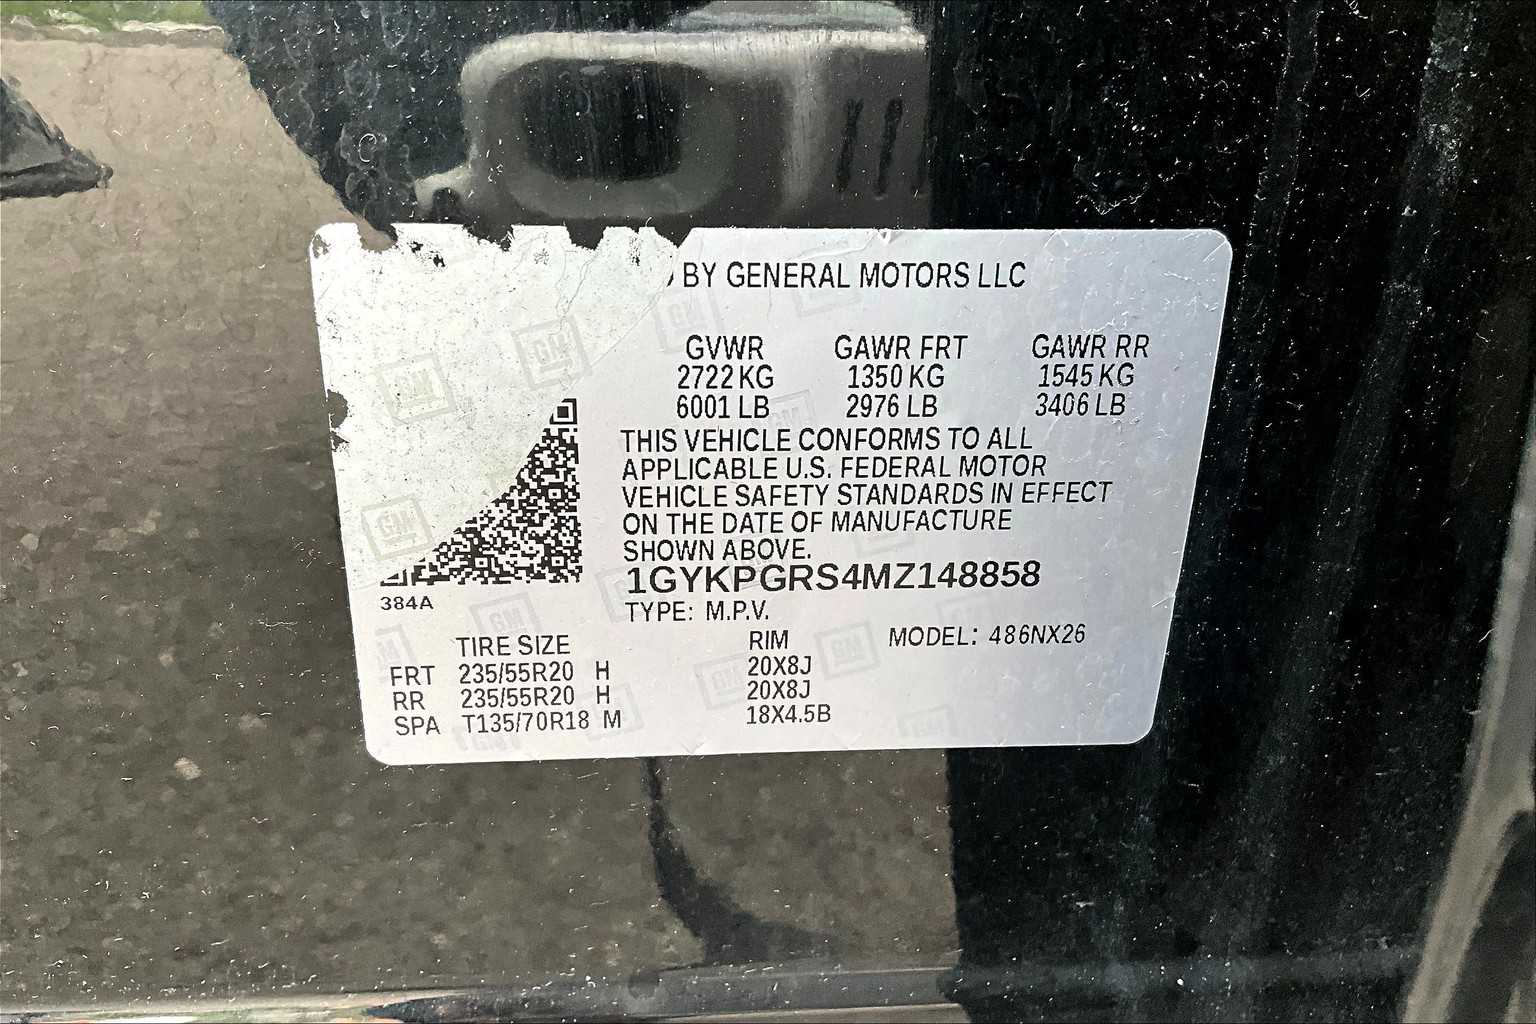 BY GENERAL MOTORS LLC
GVWR GAWR FRT GAWR RR
2722 KG 1350 KG 1545 KG
6001 LB 2976 LB 3406 LB
THIS VEHICLE CONFORMS TO ALL
APPLICABLE U.S. FEDERAL MOTOR
VEHICLE SAFETY STANDARDS IN EFFECT
ON THE DATE OF MANUFACTURE
SHOWN ABOVE.
1GYKPGRS4MZ148858
384A
TYPE: M.P.V.
TIRE SIZE RIM MODEL: 486NX26
FRT 235/55R20 H 20X8J
RR 235/55R20 H 20X8J
SPA T135/70R18 M 18X4.5B